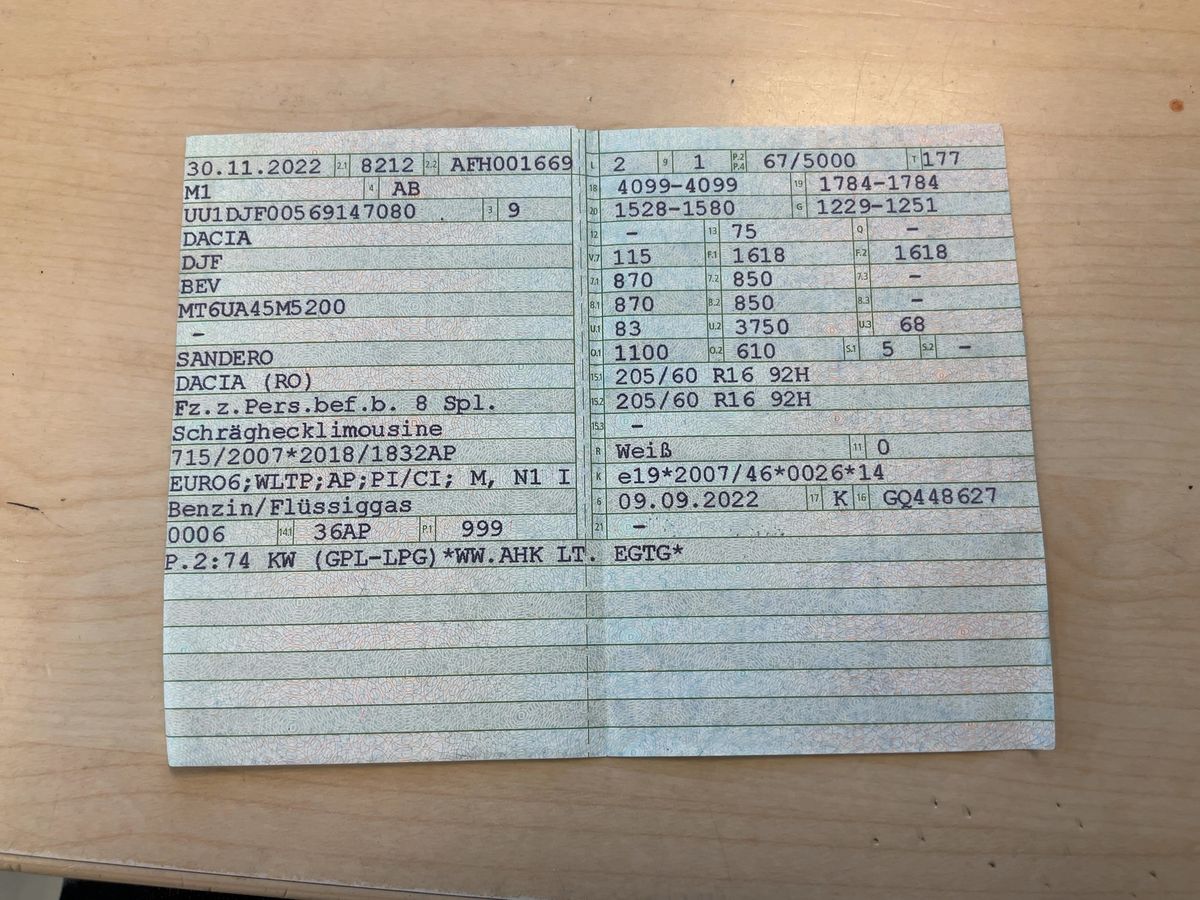 30.11.2022 2.1 8212 2.2 AFH001669 L 2 9 1 P.2 P.4 67/5000 T 177
M1 4 AB 18 4099-4099 19 1784-1784
UU1DJF00569147080 3 9 20 1528-1580 G 1229-1251
DACIA 12 - 13 75 Q -
DJF V.7 115 F.1 1618 F.2 1618
BEV 7.1 870 7.2 850 7.3 -
MT6UA45M5200 8.1 870 8.2 850 8.3 -
- U.1 83 U.2 3750 U.3 68
SANDERO O.1 1100 O.2 610 S.1 5 S.2 -
DACIA (RO) 15.1 205/60 R16 92H
Fz.z.Pers.bef.b. 8 Spl. 15.2 205/60 R16 92H
Schräghecklimousine 15.3 -
715/2007*2018/1832AP R Weiß 11 0
EURO6;WLTP;AP;PI/CI; M, N1 I K e19*2007/46*0026*14
Benzin/Flüssiggas 6 09.09.2022 17 K 16 GQ448627
0006 14.1 36AP P.1 999 21 -
P.2:74 KW (GPL-LPG)*WW.AHK LT. EGTG*